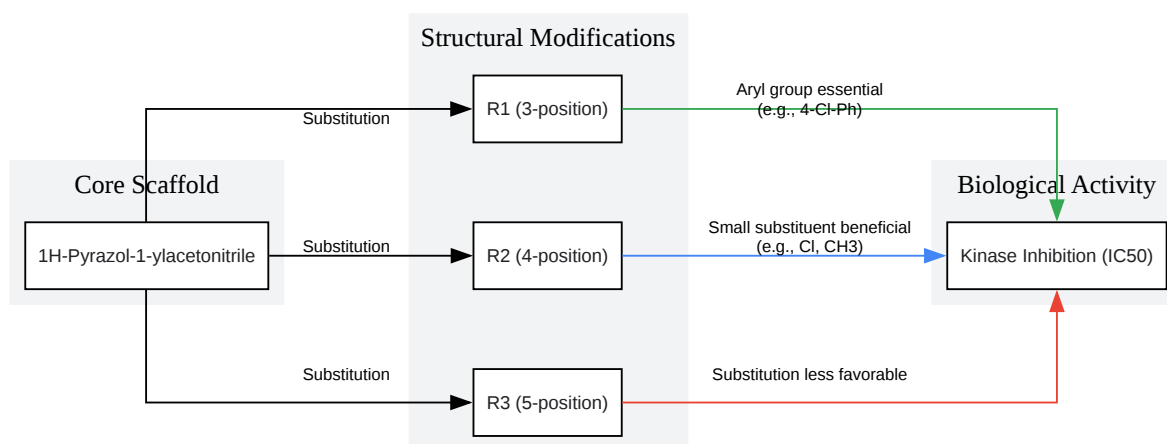 Structural Modifications
Aryl group essential
(e.g., 4-Cl-Ph)
R1 (3-position)
Substitution
Core Scaffold
Biological Activity
Small substituent beneficial
(e.g., Cl, CH3)
1H-Pyrazol-1-ylacetonitrile
Substitution
R2 (4-position)
Kinase Inhibition (IC50)
Substitution
R3 (5-position)
Substitution less favorable